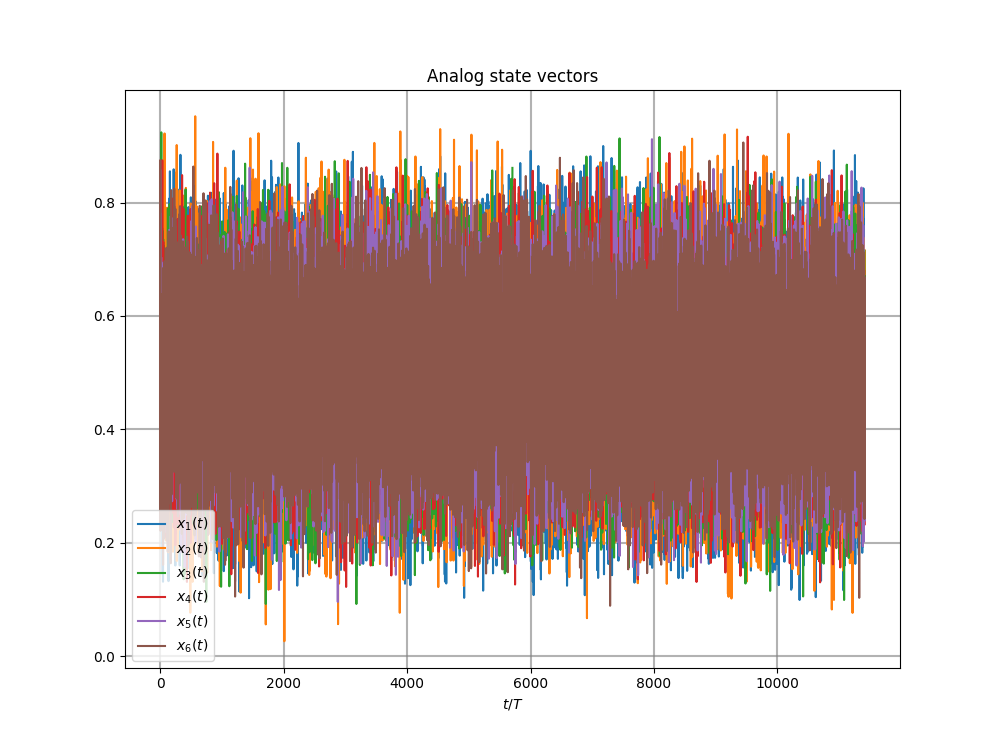 Analog state vectors
0.8
0.6
0.4
0.2
0.0
x₁(t)
x₂(t)
x₃(t)
x₄(t)
x₅(t)
x₆(t)
0 2000 4000 6000 8000 10000
t/T